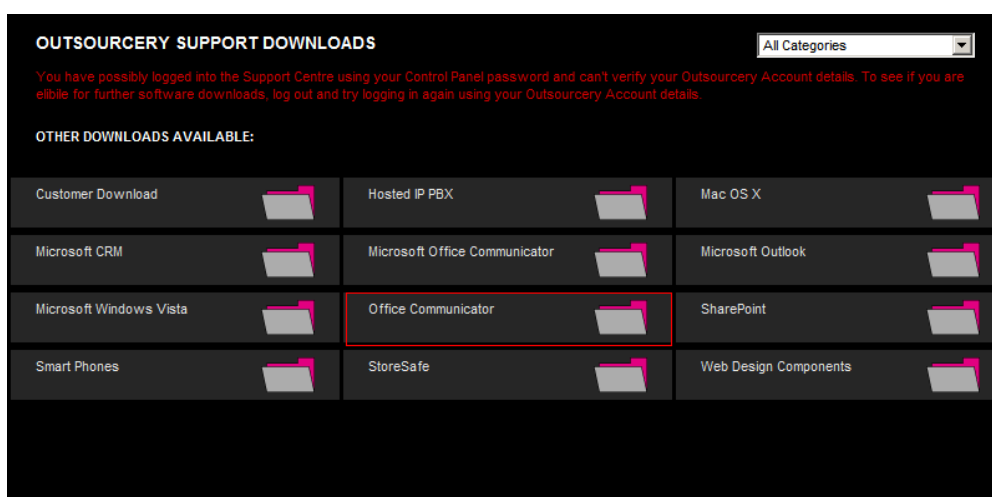 OUTSOURCERY SUPPORT DOWNLOADS
All Categories
You have possibly logged into the Support Centre using your Control Panel password and can't verify your Outsourcery Account details. To see if you are
elibile for further software downloads, log out and try logging in again using your Outsourcery Account details.
OTHER DOWNLOADS AVAILABLE:
Customer Download
Hosted IP PBX
Mac OS X
Microsoft CRM
Microsoft Office Communicator
Microsoft Outlook
Microsoft Windows Vista
Office Communicator
SharePoint
Smart Phones
StoreSafe
Web Design Components